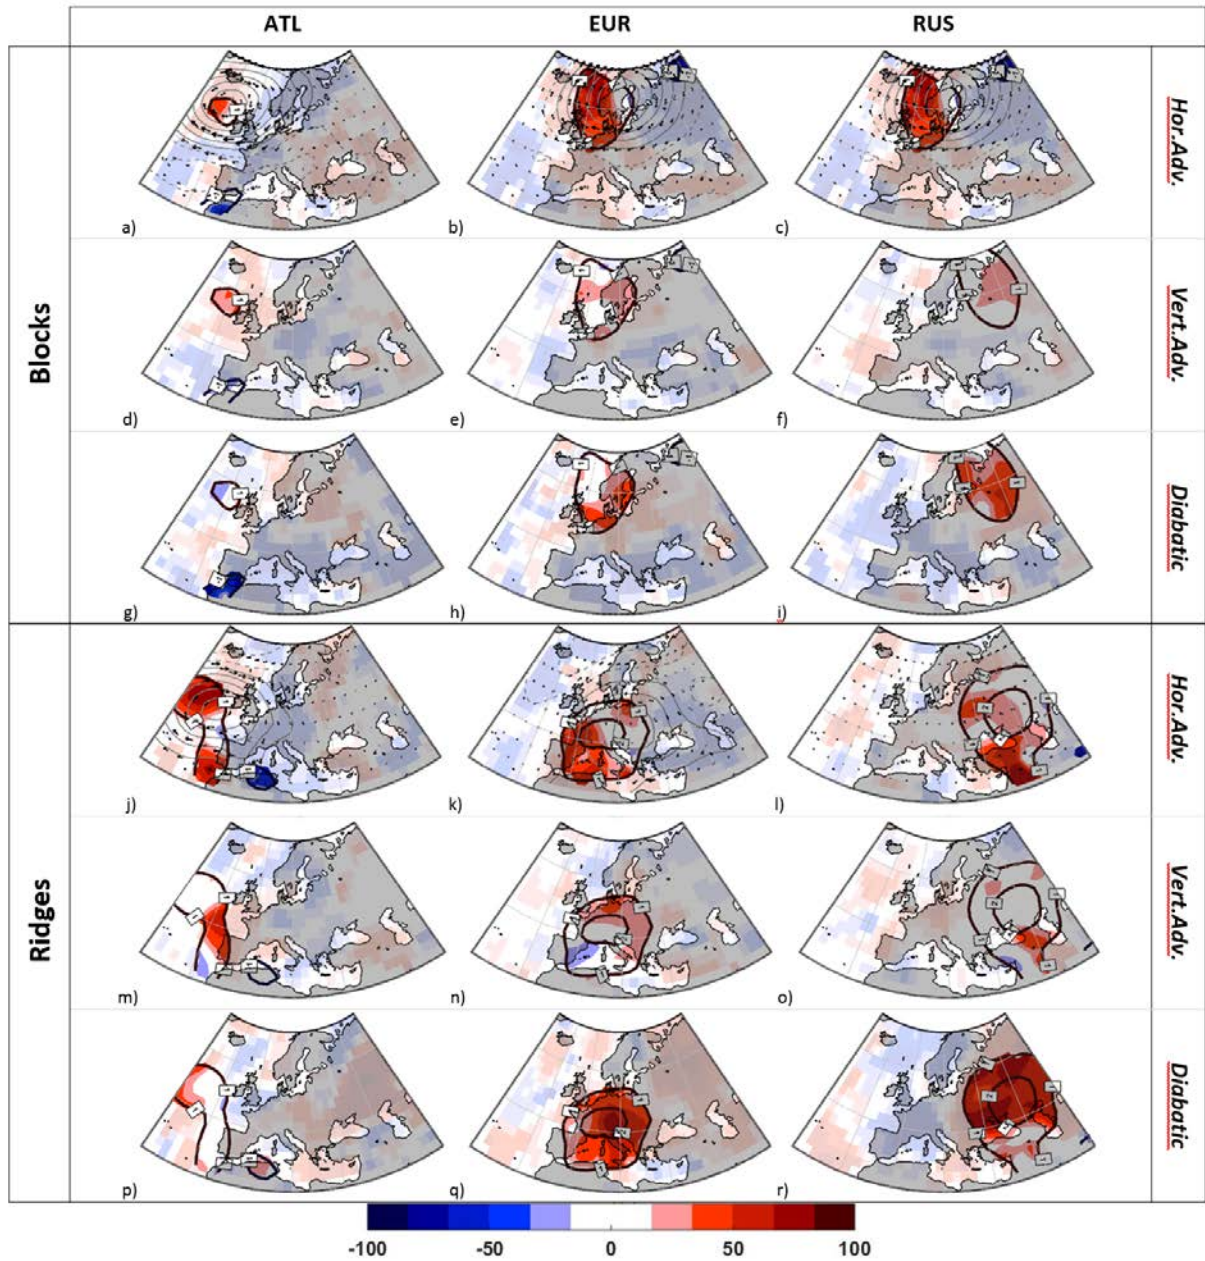 ATL EUR RUS
Blocks
Hor.Adv.
a) b) c)
Vert.Adv.
d) e) f)
Diabatic
g) h) i)
Ridges
Hor.Adv.
j) k) l)
Vert.Adv.
m) n) o)
Diabatic
p) q) r)
-100 -50 0 50 100